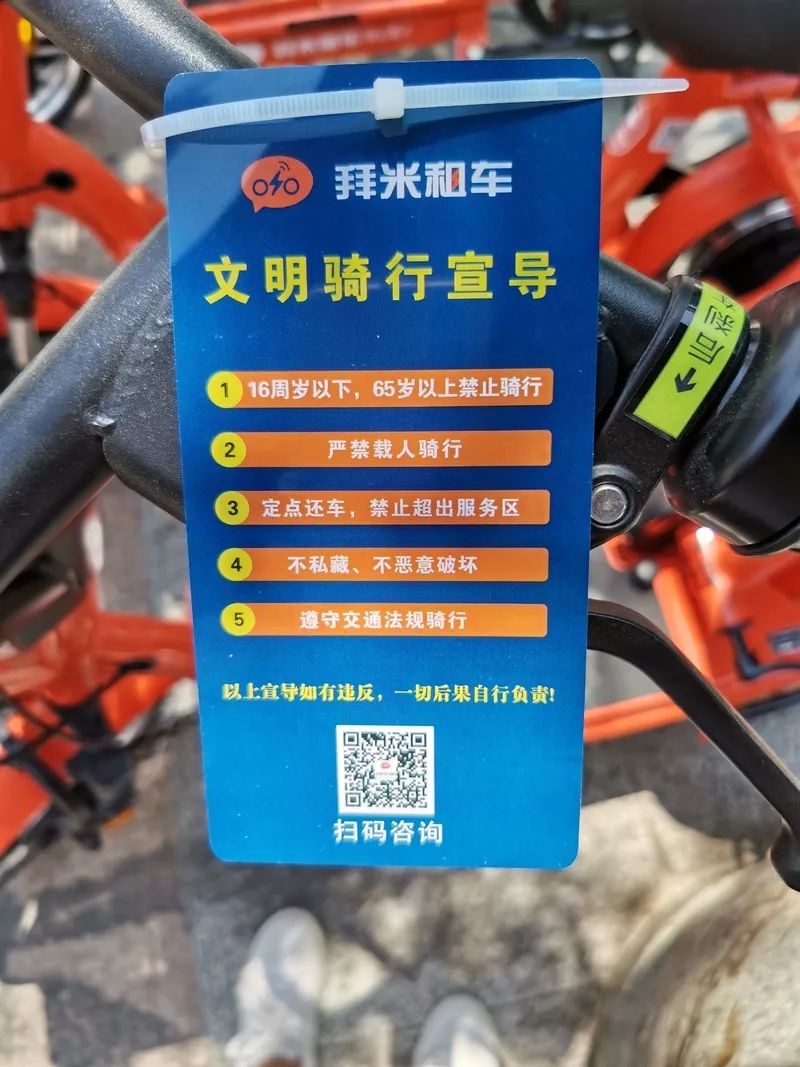 拜米租车
文明骑行宣导
1 16周岁以下，65岁以上禁止骑行
2 严禁载人骑行
3 定点还车，禁止超出服务区
4 不私藏、不恶意破坏
5 遵守交通法规骑行
以上宣导如有违反，一切后果自行负责!
扫码咨询